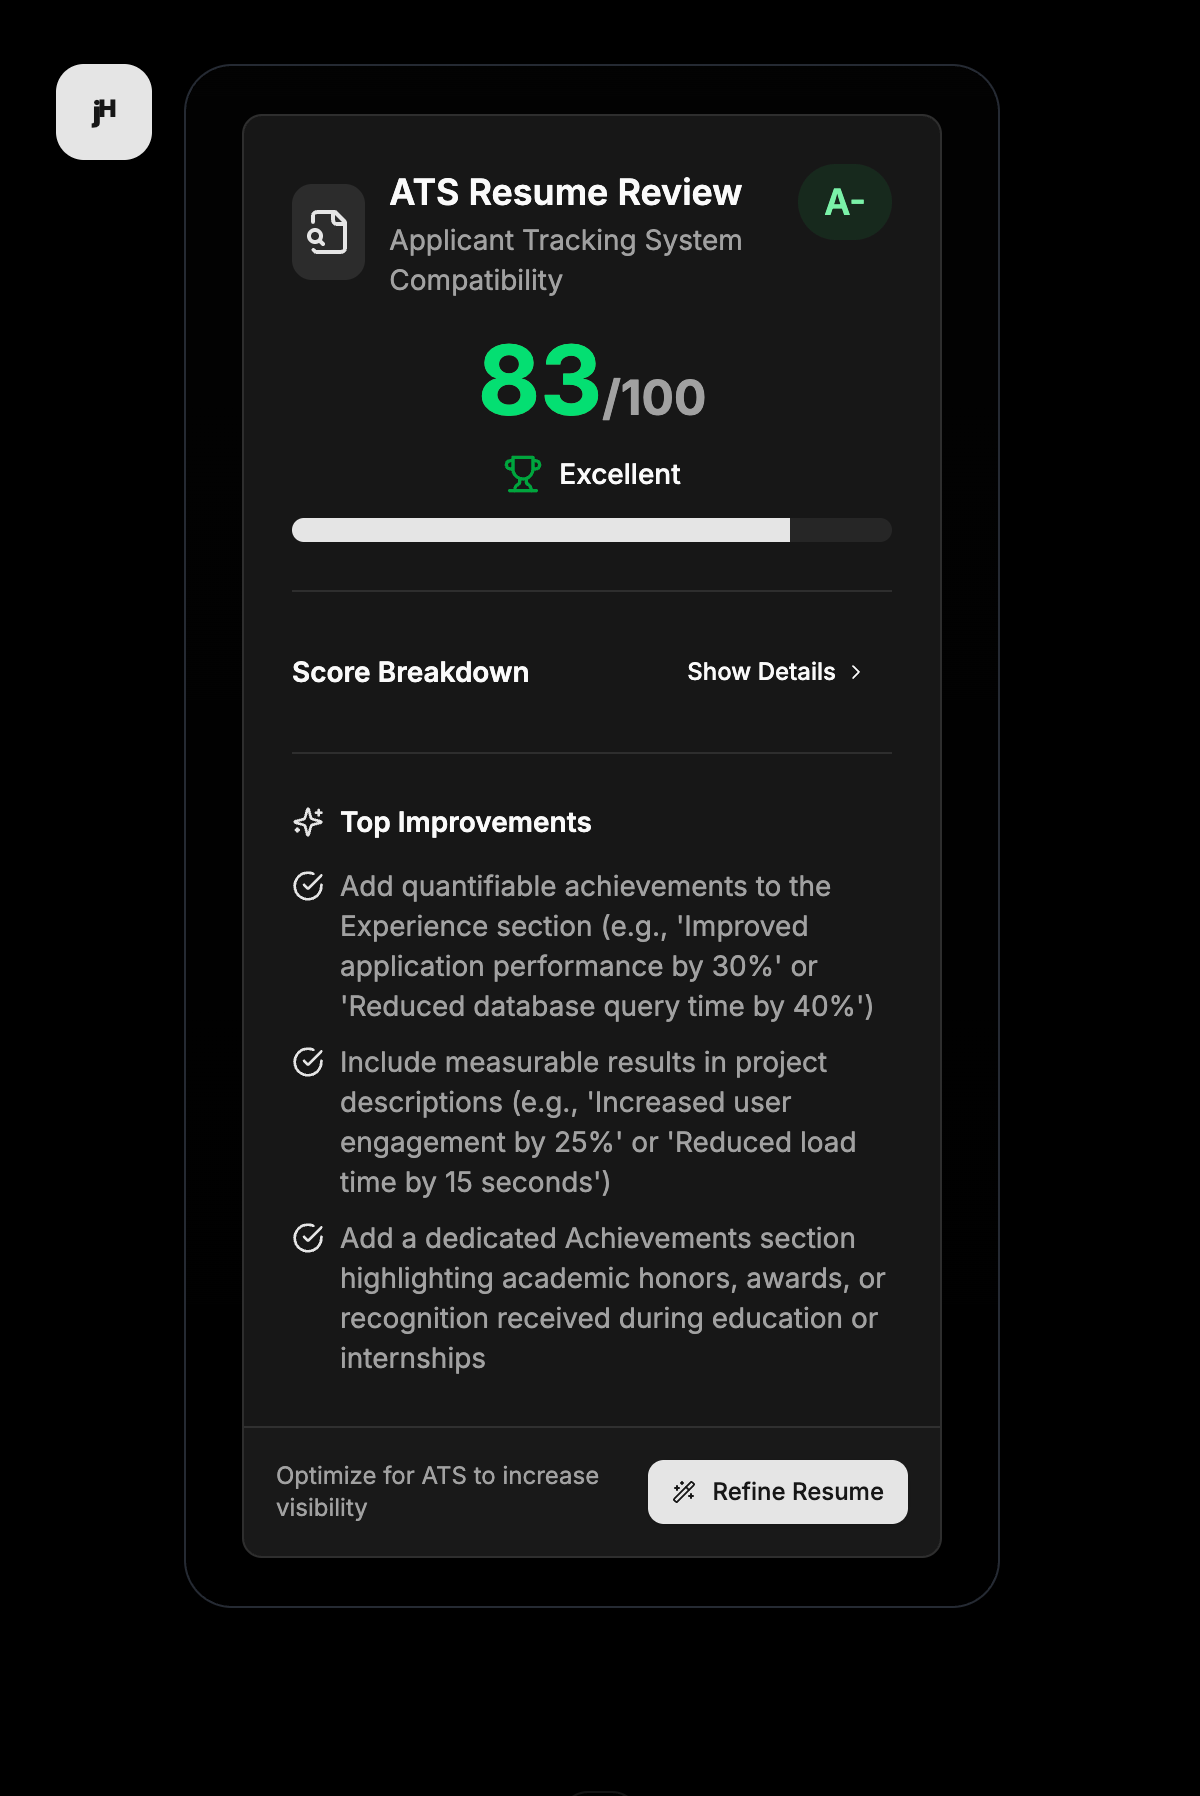 jH
ATS Resume Review
A-
Applicant Tracking System
Compatibility
83/100
Excellent
Score Breakdown
Show Details
Top Improvements
Add quantifiable achievements to the
Experience section (e.g., 'Improved
application performance by 30%' or
'Reduced database query time by 40%')
Include measurable results in project
descriptions (e.g., 'Increased user
engagement by 25%' or 'Reduced load
time by 15 seconds')
Add a dedicated Achievements section
highlighting academic honors, awards, or
recognition received during education or
internships
Optimize for ATS to increase
visibility
Refine Resume